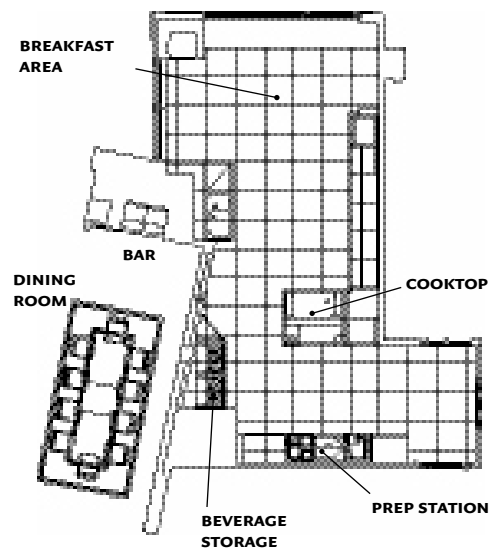 BREAKFAST
AREA
BAR
DINING
ROOM
COOKTOP
PREP STATION
BEVERAGE
STORAGE